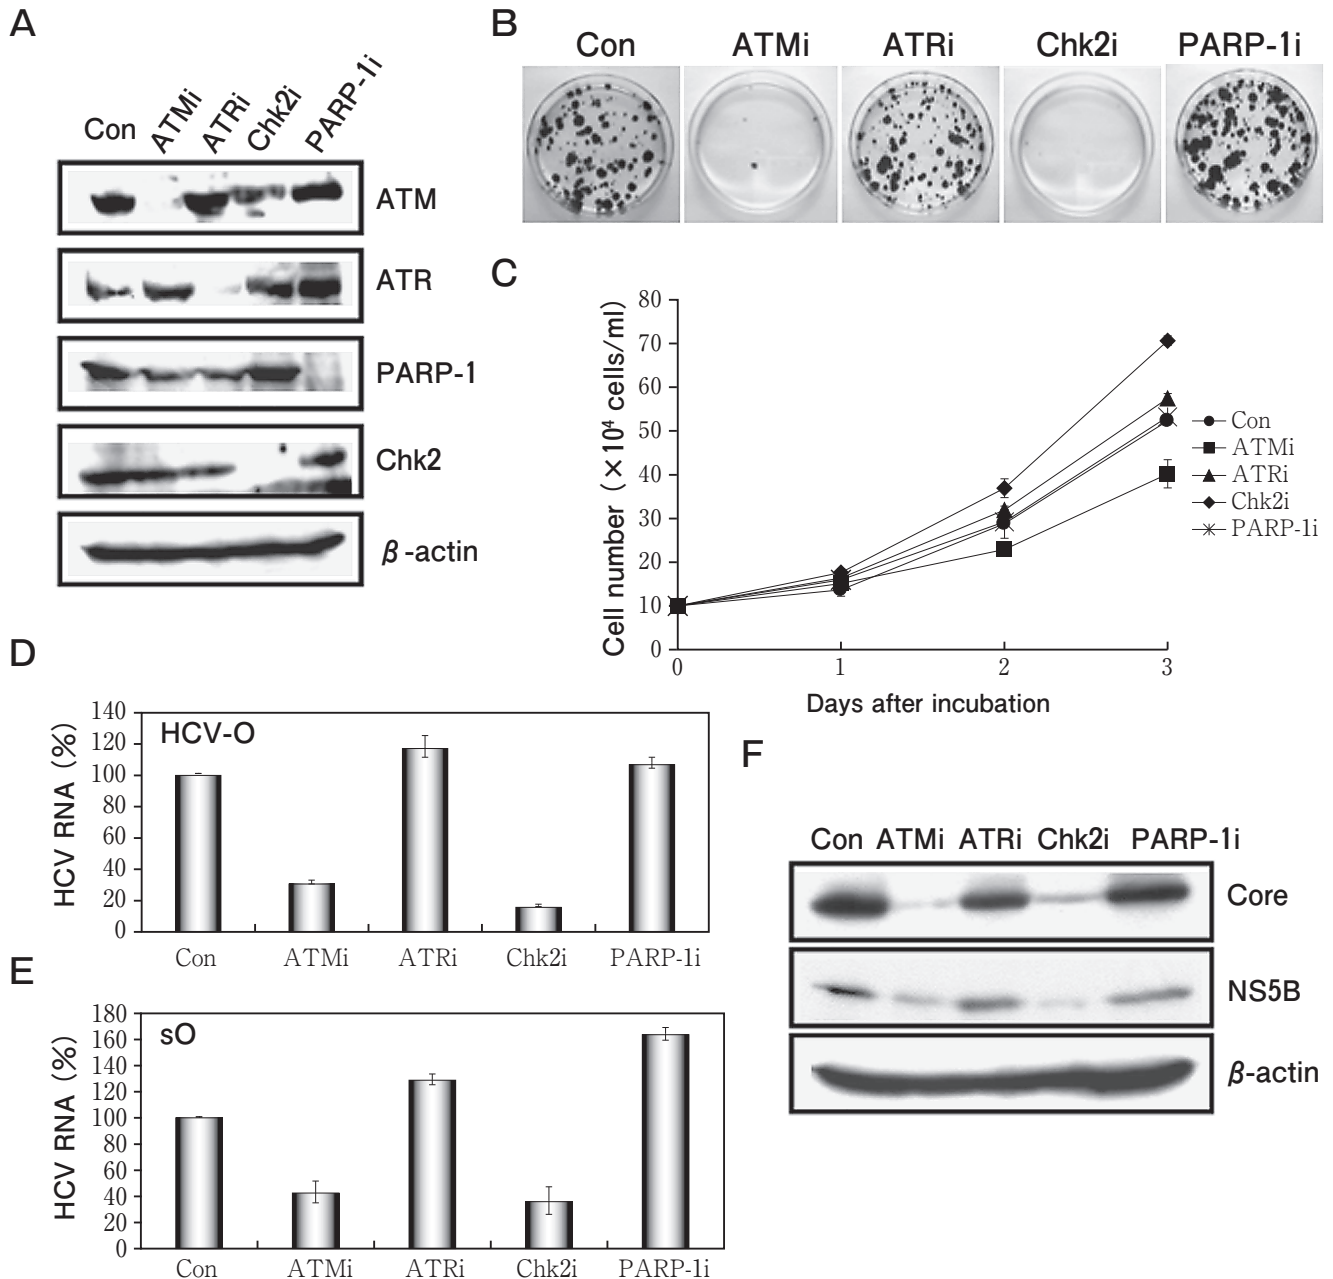 A
Con ATMi ATRi Chk2i PARP-1i
ATM
ATR
PARP-1
Chk2
β-actin
B
Con ATMi ATRi Chk2i PARP-1i
C
Cell number (×10⁴ cells/ml)
80
70
60
50
40
30
20
10
0
0 1 2 3
Days after incubation
Con
ATMi
ATRi
Chk2i
PARP-1i
D
HCV-O
HCV RNA (%)
140
120
100
80
60
40
20
0
Con ATMi ATRi Chk2i PARP-1i
E
sO
HCV RNA (%)
180
160
140
120
100
80
60
40
20
0
Con ATMi ATRi Chk2i PARP-1i
F
Con ATMi ATRi Chk2i PARP-1i
Core
NS5B
β-actin